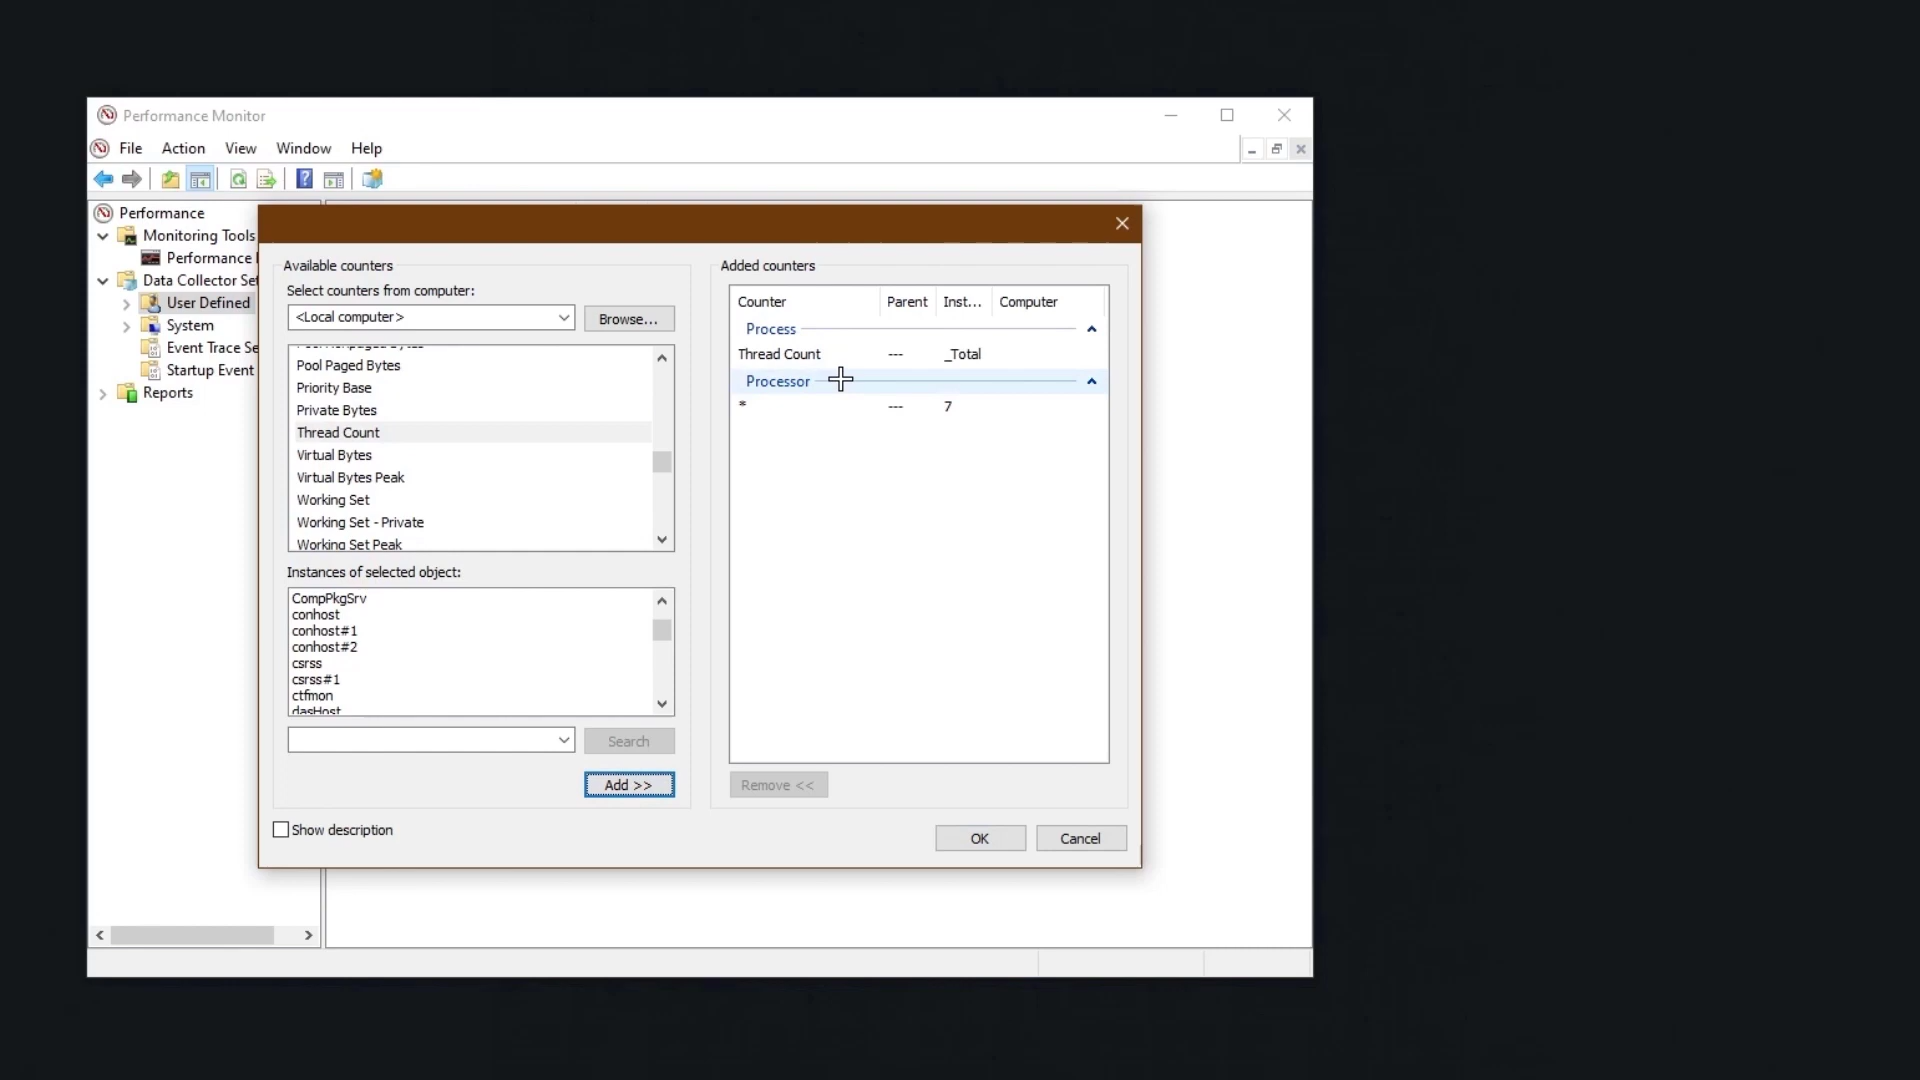 Performance Monitor
File Action View Window Help
Performance
Monitoring Tools
Performance
Data Collector Set
User Defined
System
Event Trace Se
Startup Event
Reports
Available counters
Select counters from computer:
<Local computer>
Browse...
Pool Paged Bytes
Priority Base
Private Bytes
Thread Count
Virtual Bytes
Virtual Bytes Peak
Working Set
Working Set - Private
Working Set Peak
Instances of selected object:
CompPkgSrv
conhost
conhost#1
conhost#2
csrss
csrss#1
ctfmon
dasHost
Search
Add >>
Show description
Added counters
Counter Parent Inst... Computer
Process
Thread Count --- _Total
Processor
* --- 7
Remove <<
OK
Cancel